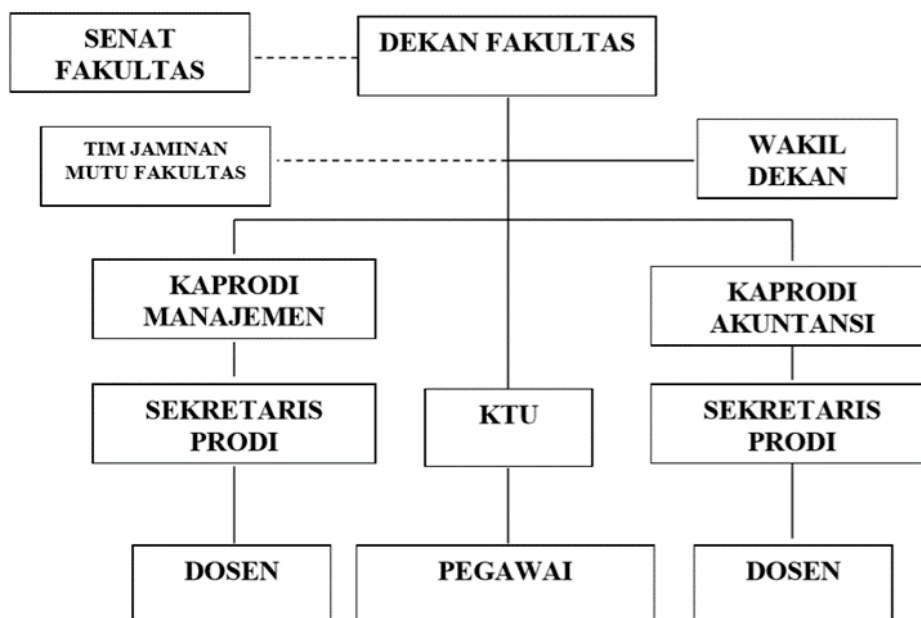 SENAT
FAKULTAS
DEKAN FAKULTAS
TIM JAMINAN
MUTU FAKULTAS
WAKIL
DEKAN
KAPRODI
MANAJEMEN
KAPRODI
AKUNTANSI
SEKRETARIS
PRODI
KTU
SEKRETARIS
PRODI
DOSEN
PEGAWAI
DOSEN